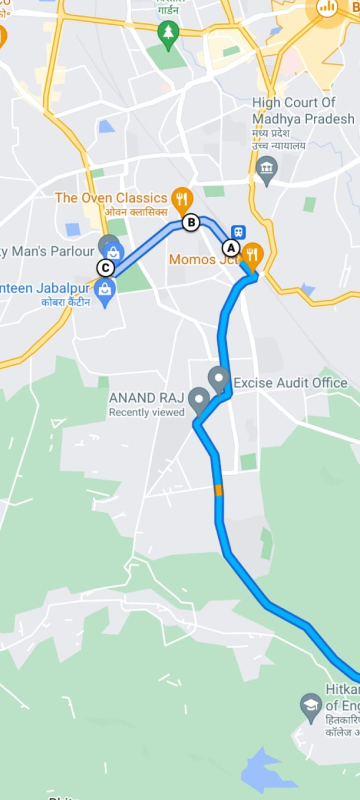 गार्डन
B
High Court Of
Madhya Pradesh
मध्य प्रदेश
उच्च न्यायालय
The Oven Classics
ओवन क्लासिक्स
B
A
Momos Jct
y Man's Parlour
C
nteen Jabalpur
कोबरा कैंटीन
Excise Audit Office
ANAND RAJ
Recently viewed
Hitkar
of Eng
हितकारि
कॉलेज अ